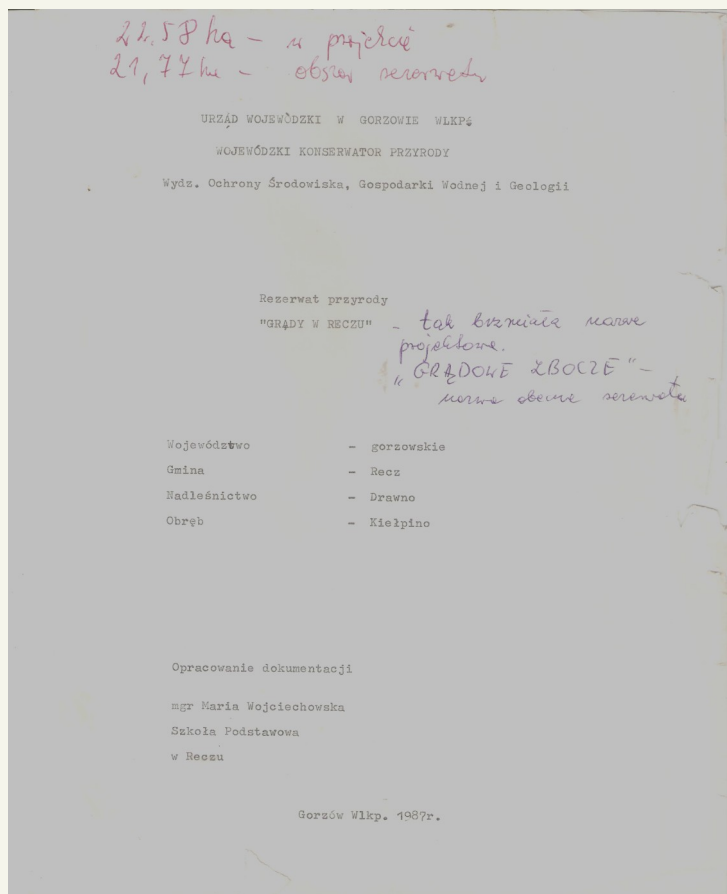 22.58 ha - w projekcie
21,77 ha - obszar rezerwatu
URZĄD WOJEWÓDZKI W GORZOWIE WLKP.
WOJEWÓDZKI KONSERWATOR PRZYRODY
Wydz. Ochrony Środowiska, Gospodarki Wodnej i Geologii
Rezerwat przyrody
"GRĄDY W RECZU" - tak brzmiała nazwa
projektowa.
„GRĄDOWE ZBOCZE" -
nazwa obecna rezerwatu
Województwo - gorzowskie
Gmina - Recz
Nadleśnictwo - Drawno
Obręb - Kiełpino
Opracowanie dokumentacji
mgr Maria Wojciechowska
Szkoła Podstawowa
w Reczu
Gorzów Wlkp. 1987r.